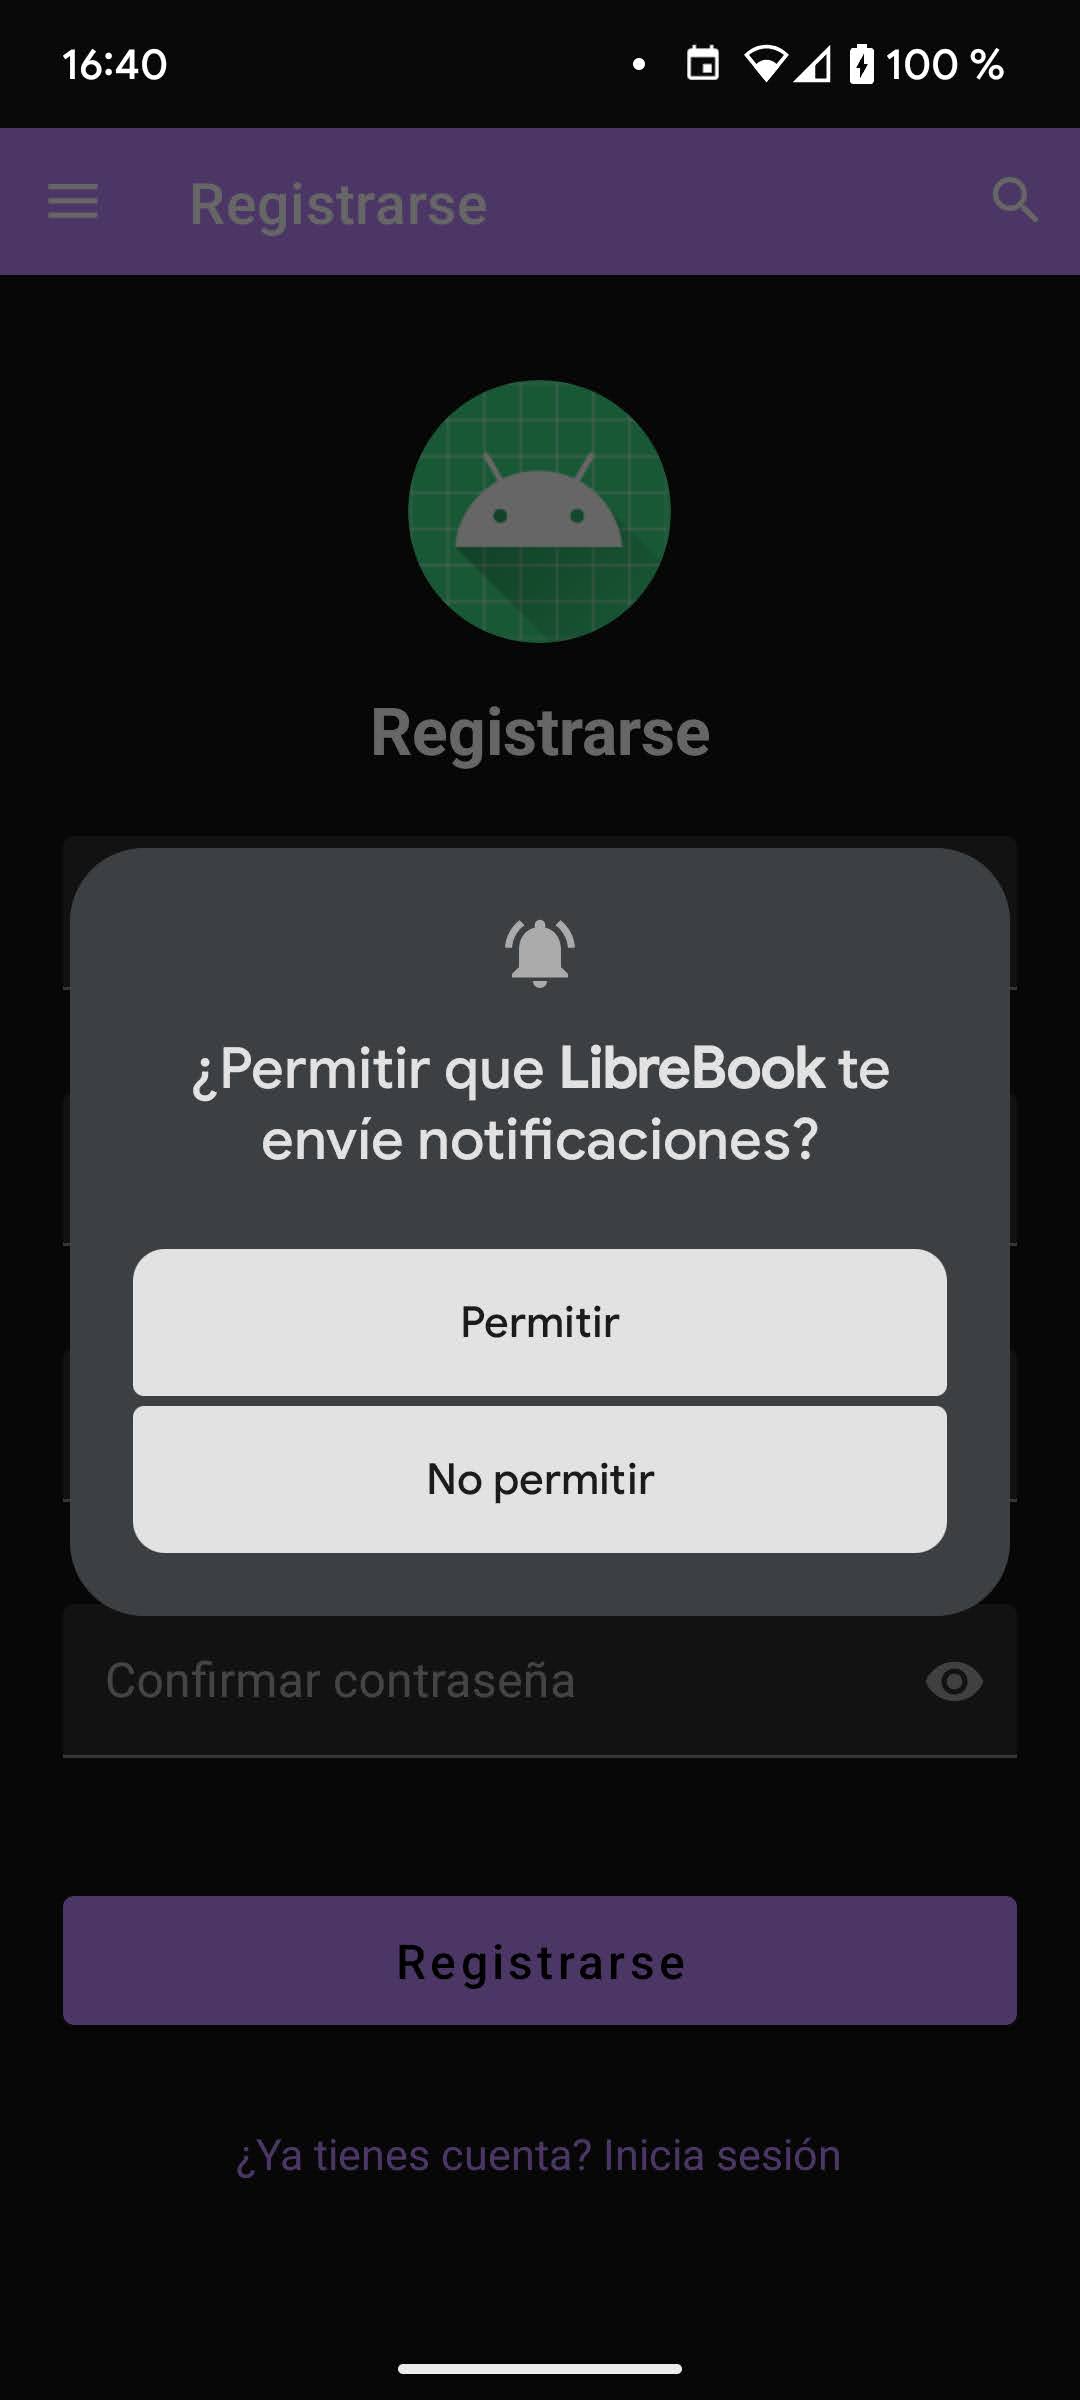 16:40
100 %
Registrarse
Registrarse
¿Permitir que LibreBook te
envíe notificaciones?
Permitir
No permitir
Confirmar contraseña
Registrarse
¿Ya tienes cuenta? Inicia sesión